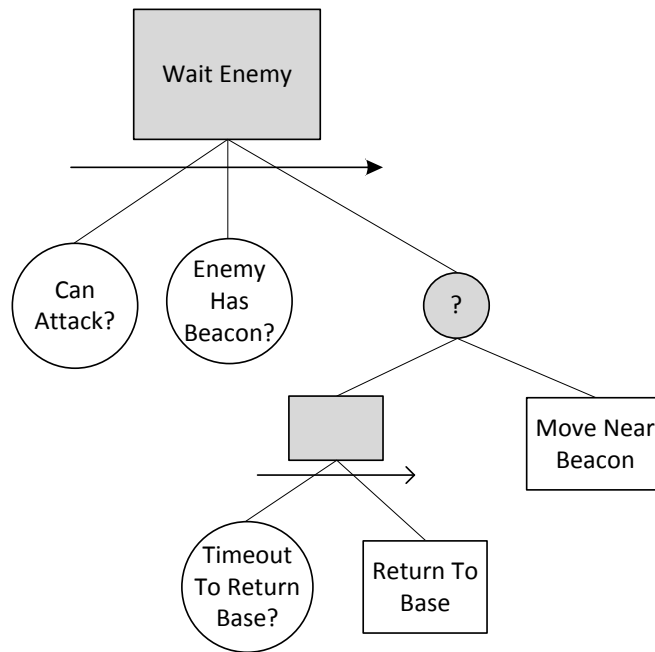 Wait Enemy
Can
Attack?
Enemy
Has
Beacon?
?
Move Near
Beacon
Timeout
To Return
Base?
Return To
Base